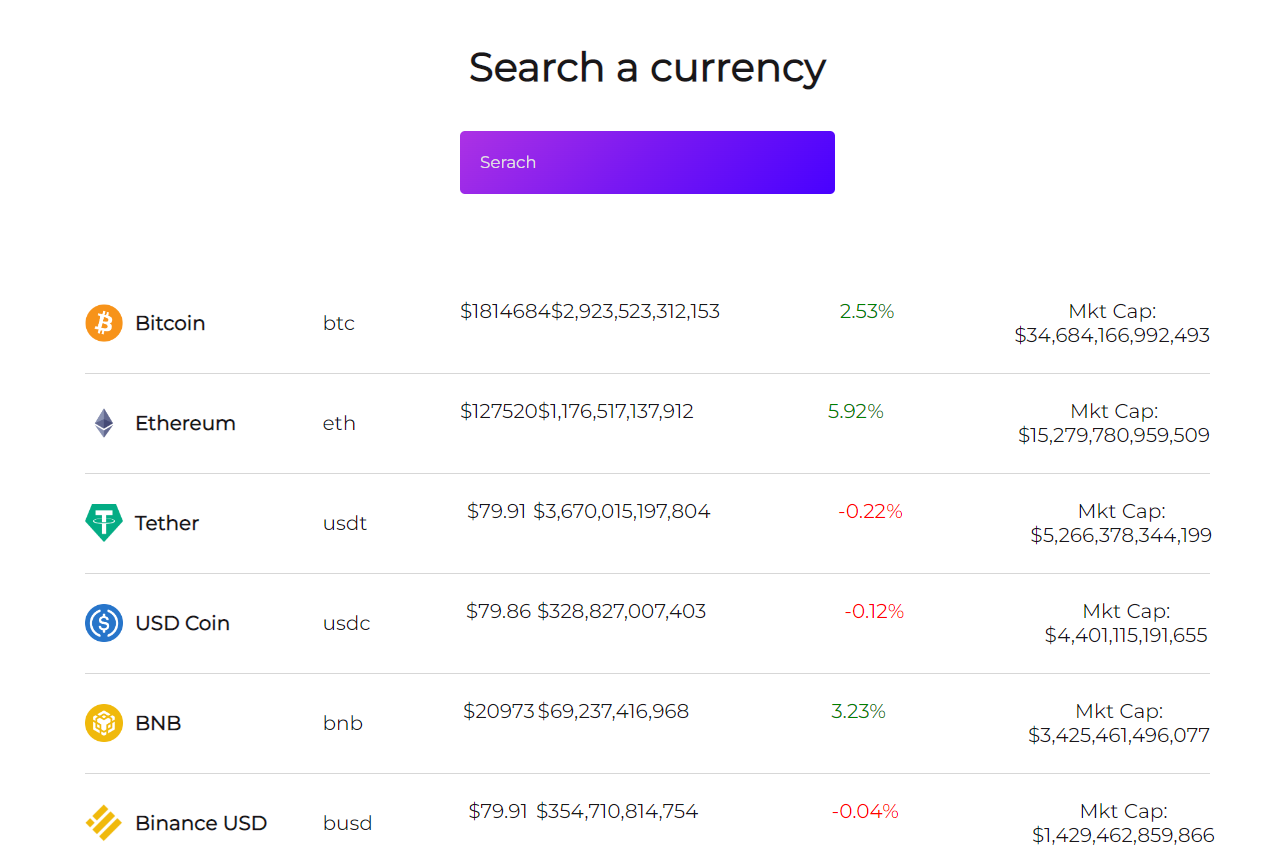 Search a currency
Serach
Bitcoin btc $1814684$2,923,523,312,153 2.53% Mkt Cap:
$34,684,166,992,493
Ethereum eth $127520$1,176,517,137,912 5.92% Mkt Cap:
$15,279,780,959,509
Tether usdt $79.91 $3,670,015,197,804 -0.22% Mkt Cap:
$5,266,378,344,199
USD Coin usdc $79.86 $328,827,007,403 -0.12% Mkt Cap:
$4,401,115,191,655
BNB bnb $20973 $69,237,416,968 3.23% Mkt Cap:
$3,425,461,496,077
Binance USD busd $79.91 $354,710,814,754 -0.04% Mkt Cap:
$1,429,462,859,866